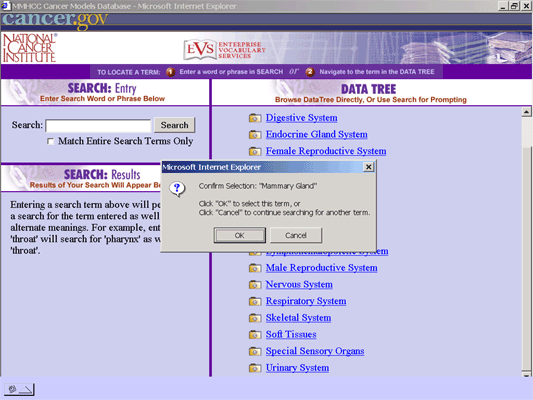 MMHCC Cancer Models Database - Microsoft Internet Explorer
cancer.gov
NATIONAL
CANCER
INSTITUTE
EVS ENTERPRISE
VOCABULARY
SERVICES
TO LOCATE A TERM: 1 Enter a word or phrase in SEARCH or 2 Navigate to the term in the DATA TREE
SEARCH: Entry
Enter Search Word or Phrase Below
Search: Search
Match Entire Search Terms Only
SEARCH: Results
Results of Your Search Will Appear Be
Entering a search term above will pe
a search for the term entered as well
alternate meanings. For example, ent
'throat' will search for 'pharynx' as w
'throat'.
DATA TREE
Browse DataTree Directly, Or Use Search for Prompting
Digestive System
Endocrine Gland System
Female Reproductive System
Microsoft Internet Explorer
Confirm Selection: "Mammary Gland"
Click "OK" to select this term, or
Click "Cancel" to continue searching for another term.
OK Cancel
Male Reproductive System
Nervous System
Respiratory System
Skeletal System
Soft Tissues
Special Sensory Organs
Urinary System